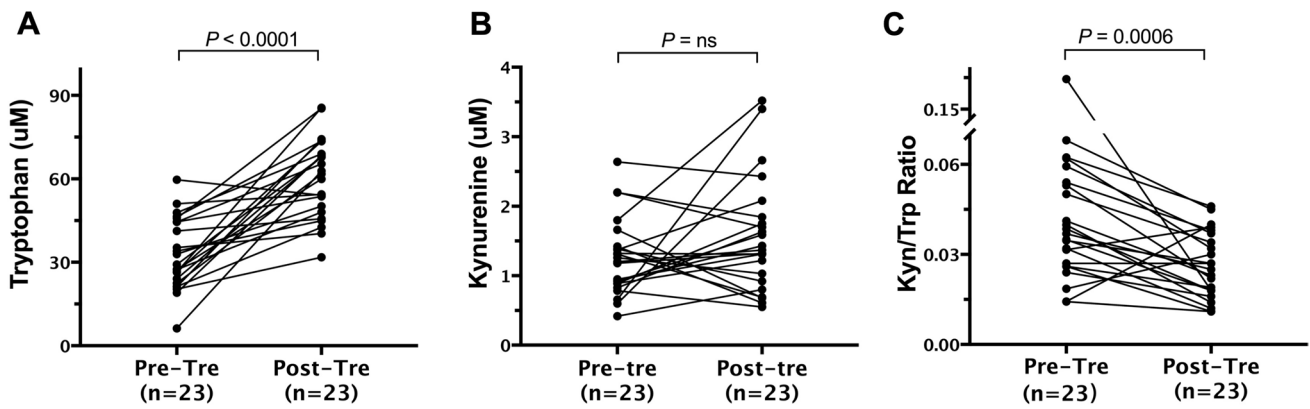 A
P < 0.0001
Tryptophan (uM)
90
60
30
0
Pre-Tre
(n=23)
Post-Tre
(n=23)
B
P = ns
Kynurenine (uM)
4
3
2
1
0
Pre-tre
(n=23)
Post-tre
(n=23)
C
P = 0.0006
Kyn/Trp Ratio
0.15
0.06
0.03
0.00
Pre-Tre
(n=23)
Post-Tre
(n=23)